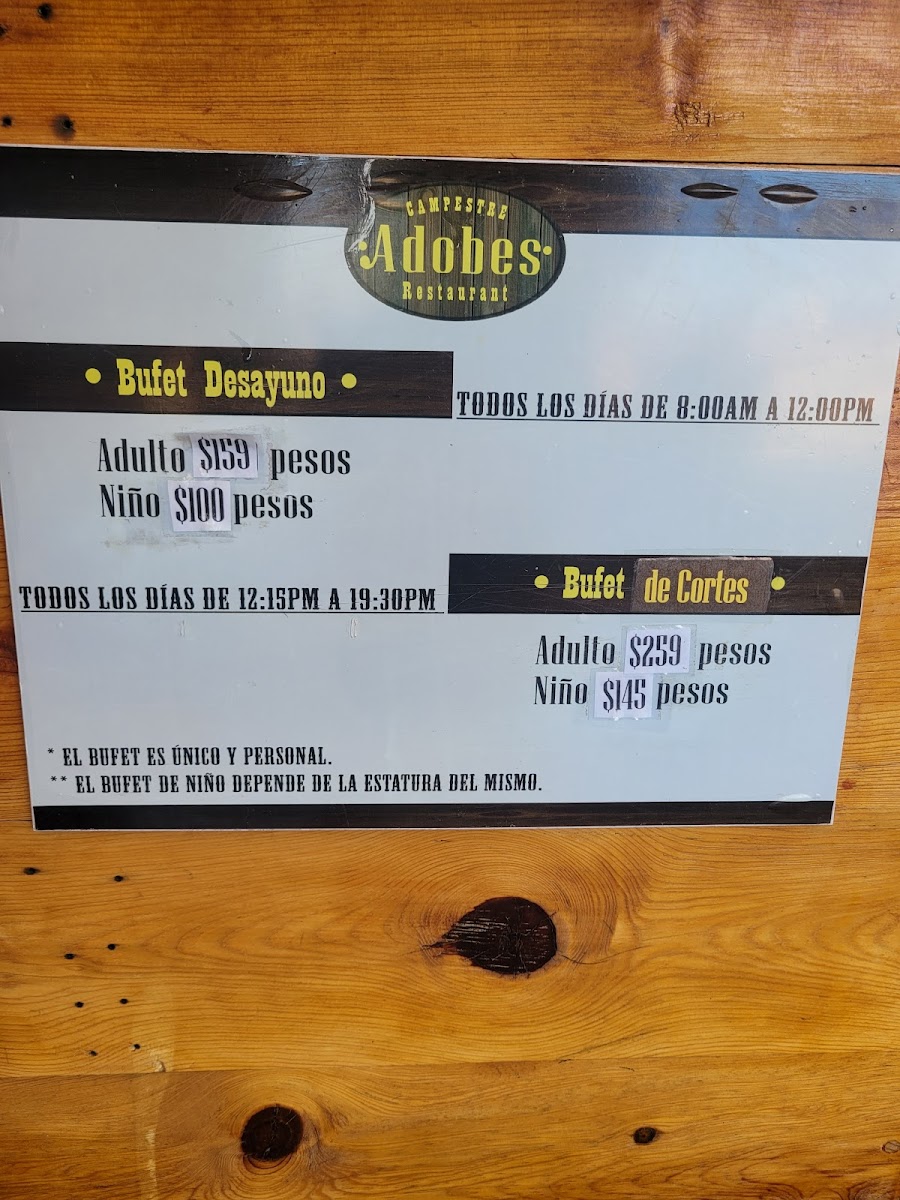 CAMPESTRE
Adobes
Restaurant
• Bufet Desayuno •
TODOS LOS DÍAS DE 8:00AM A 12:00PM
Adulto $159 pesos
Niño $100 pesos
TODOS LOS DÍAS DE 12:15PM A 19:30PM
• Bufet de Cortes •
Adulto $259 pesos
Niño $145 pesos
* EL BUFET ES ÚNICO Y PERSONAL.
** EL BUFET DE NIÑO DEPENDE DE LA ESTATURA DEL MISMO.